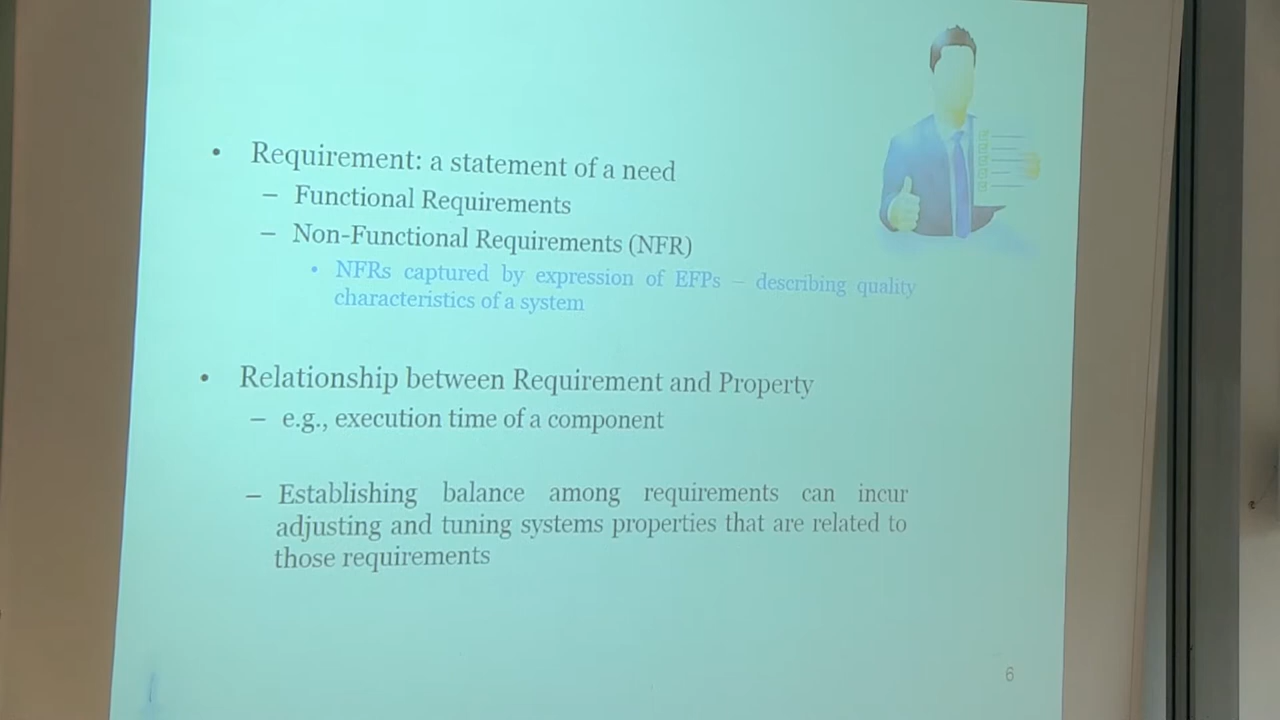 • Requirement: a statement of a need
– Functional Requirements
– Non-Functional Requirements (NFR)
• NFRs captured by expression of EFPs – describing quality
characteristics of a system
• Relationship between Requirement and Property
– e.g., execution time of a component
– Establishing balance among requirements can incur
adjusting and tuning systems properties that are related to
those requirements
6